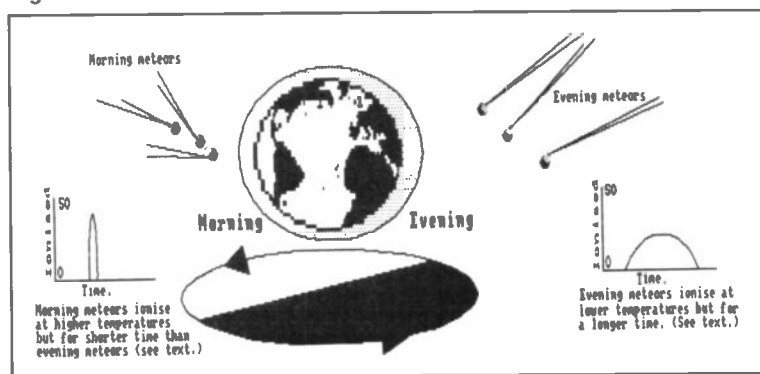 Morning meteors
Evening meteors
Morning
Evening
50
0
Time.
Morning meteors ionise
at higher temperatures
but for shorter time than
evening meteors (see text.)
50
0
Time.
Evening meteors ionise at
lower temperatures but for
a longer time. (See text.)